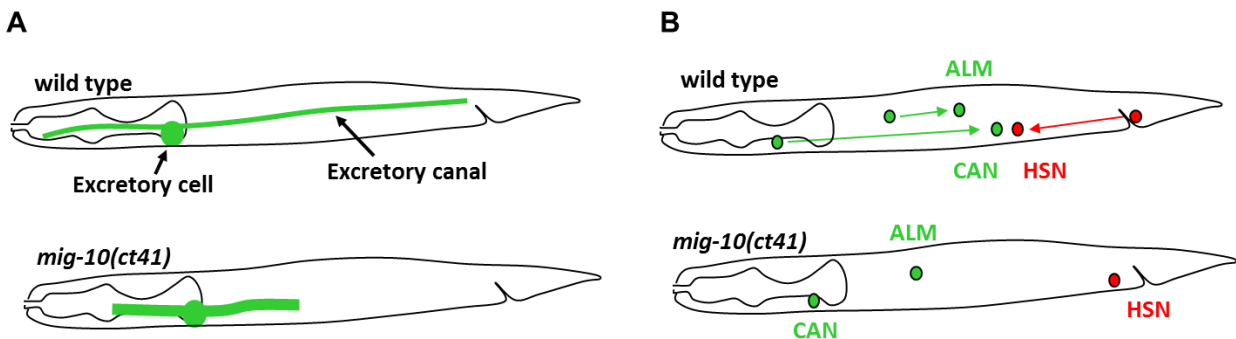 A
wild type
Excretory cell
Excretory canal
mig-10(ct41)
B
wild type
ALM
CAN
HSN
mig-10(ct41)
ALM
CAN
HSN